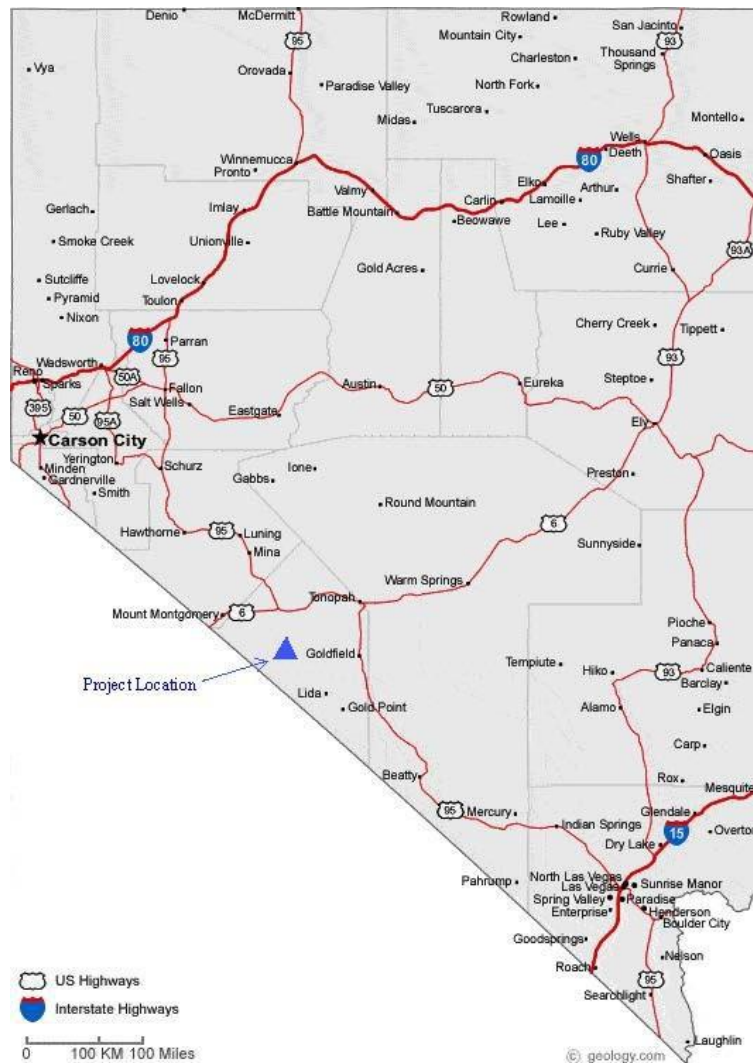 Denio
McDermitt
Rowland
San Jacinto
95
Mountain City
93
Vya
Orovada
Charleston
Thousand
Springs
Paradise Valley
North Fork
Tuscarora
Midas
Montello
Wells
Deeth
Oasis
80
Winnemucca
Pronto
Valmy
Elko
Arthur
Shafter
Carlin
Lamoille
Gerlach
Imlay
Battle Mountain
Beowawe
Lee
Ruby Valley
Smoke Creek
Unionville
93A
Gold Acres
Currie
Sutcliffe
Lovelock
Pyramid
Toulon
Nixon
Cherry Creek
Tippett
80
Parran
95
93
Wadsworth
Reno
Sparks
50A
Fallon
Austin
50
Eureka
Steptoe
395
50
95A
Salt Wells
Eastgate
Ely
Carson City
Yerington
Minden
Gardnerville
Schurz
Ione
Gabbs
Preston
Smith
Round Mountain
Hawthorne
95
Luning
6
Mina
Sunnyside
Warm Springs
Tonopah
Mount Montgomery
6
Pioche
Panaca
Goldfield
Tempiute
Hiko
93
Caliente
Project Location
Barclay
Lida
Gold Point
Alamo
Elgin
Carp
Beatty
Rox
Mesquite
95
Mercury
Glendale
Indian Springs
15
Overton
Dry Lake
North Las Vegas
Pahrump
Las Vegas
Sunrise Manor
Spring Valley
Paradise
Enterprise
Henderson
Boulder City
Goodsprings
Nelson
Roach
US Highways
95
Searchlight
Interstate Highways
0 100 KM 100 Miles
Laughlin
© geology.com